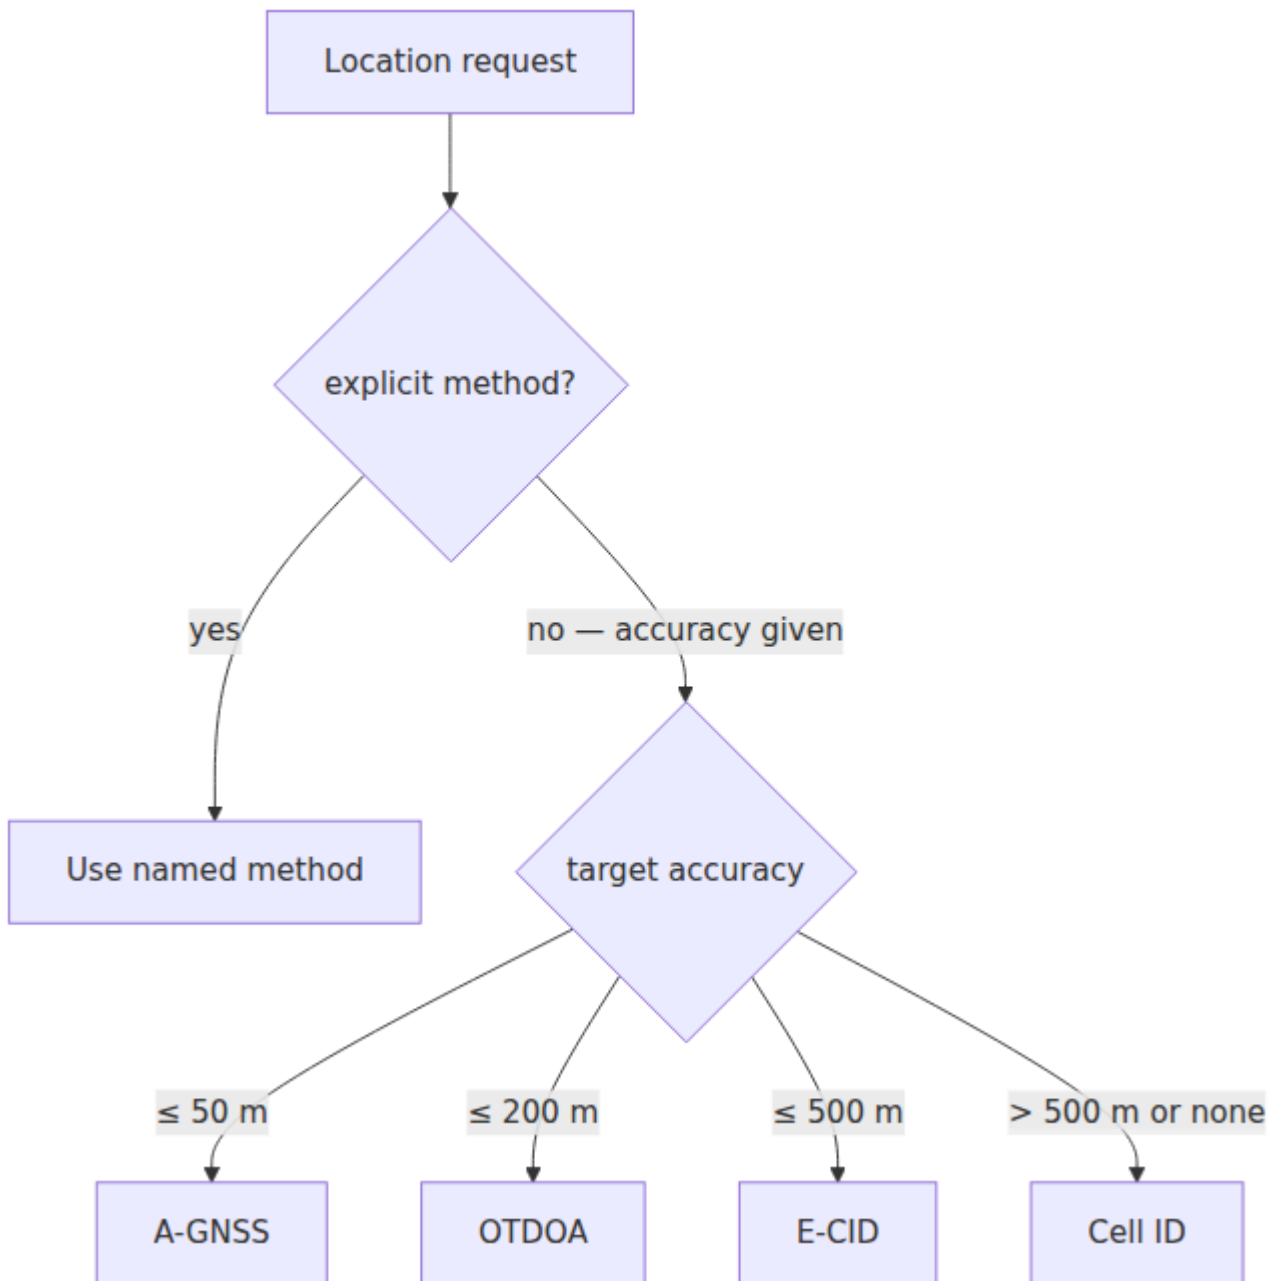 Location request
explicit method?
yes
no — accuracy given
Use named method
target accuracy
≤ 50 m
≤ 200 m
≤ 500 m
> 500 m or none
A-GNSS
OTDOA
E-CID
Cell ID